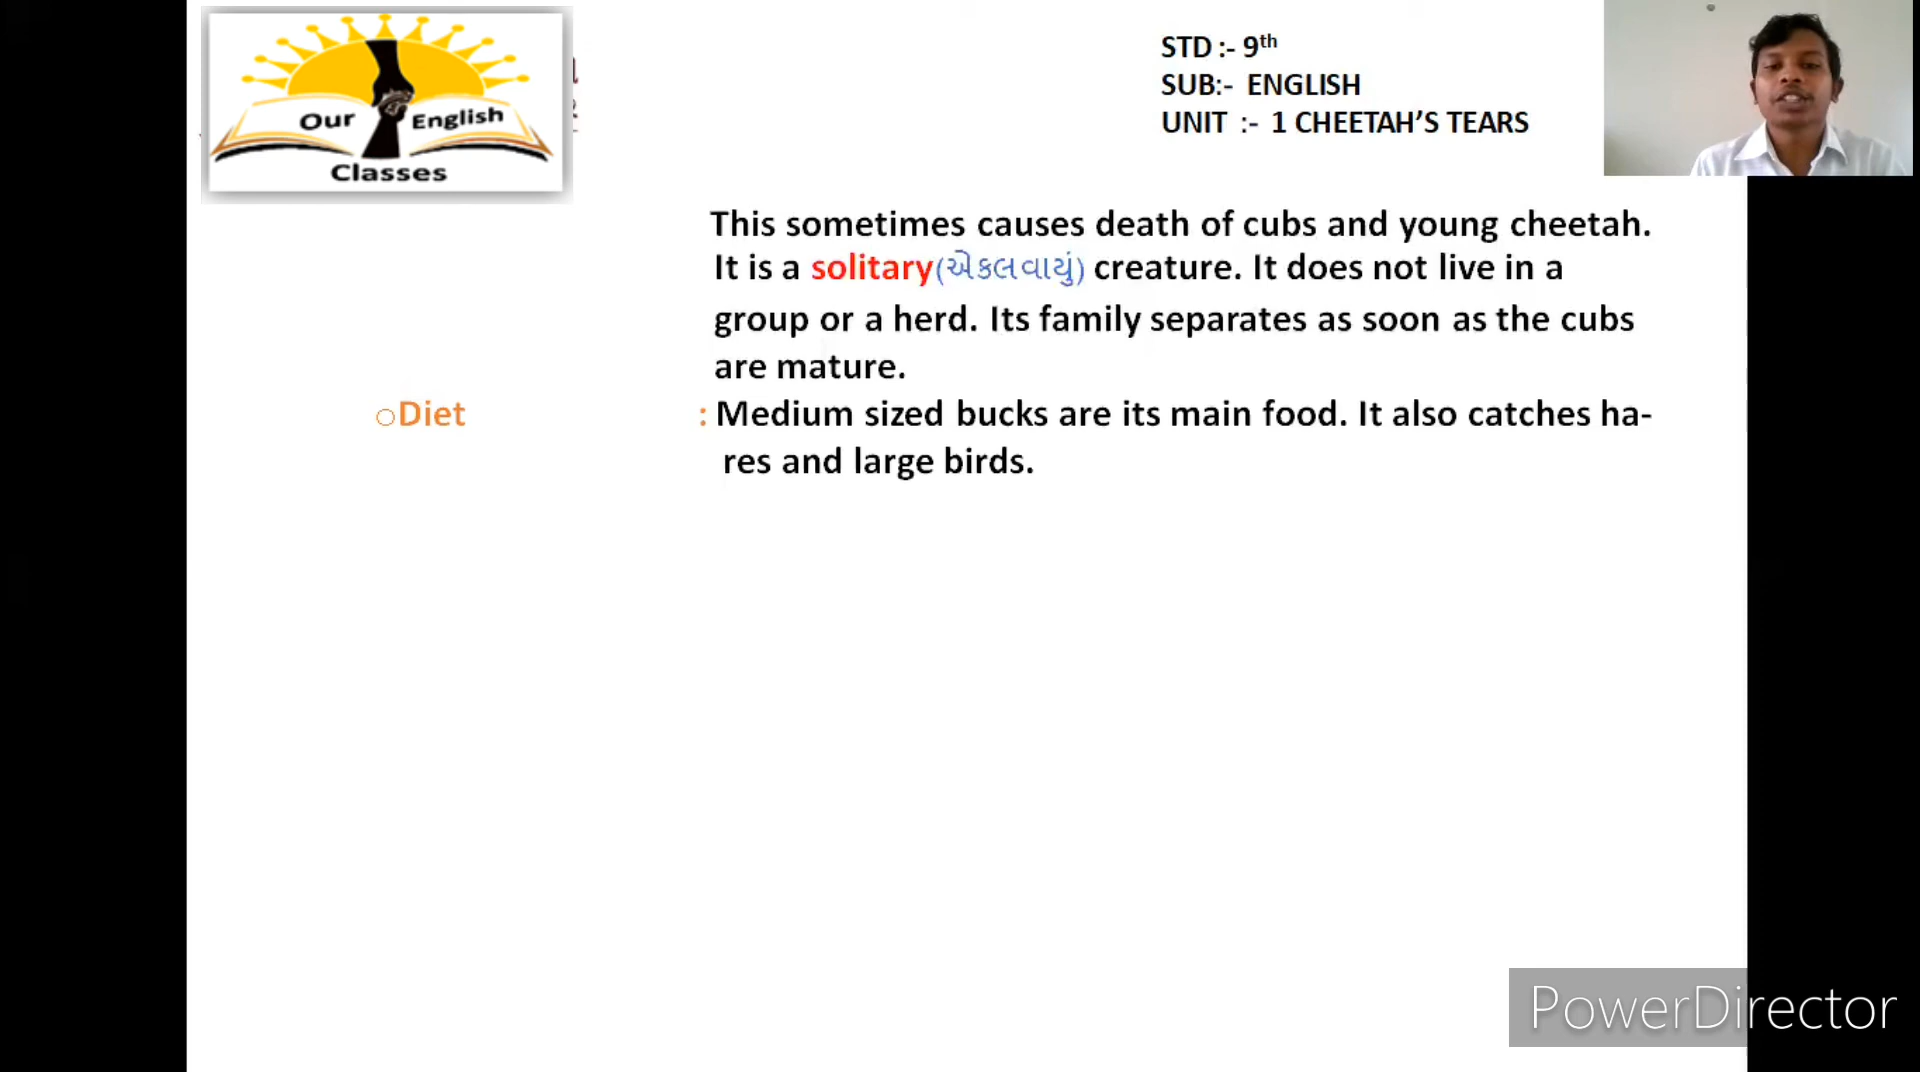 Our English
Classes
STD :- 9th
SUB:- ENGLISH
UNIT :- 1 CHEETAH'S TEARS
This sometimes causes death of cubs and young cheetah.
It is a solitary(એકલવાયું) creature. It does not live in a
group or a herd. Its family separates as soon as the cubs
are mature.
○Diet : Medium sized bucks are its main food. It also catches ha-
res and large birds.
PowerDirector